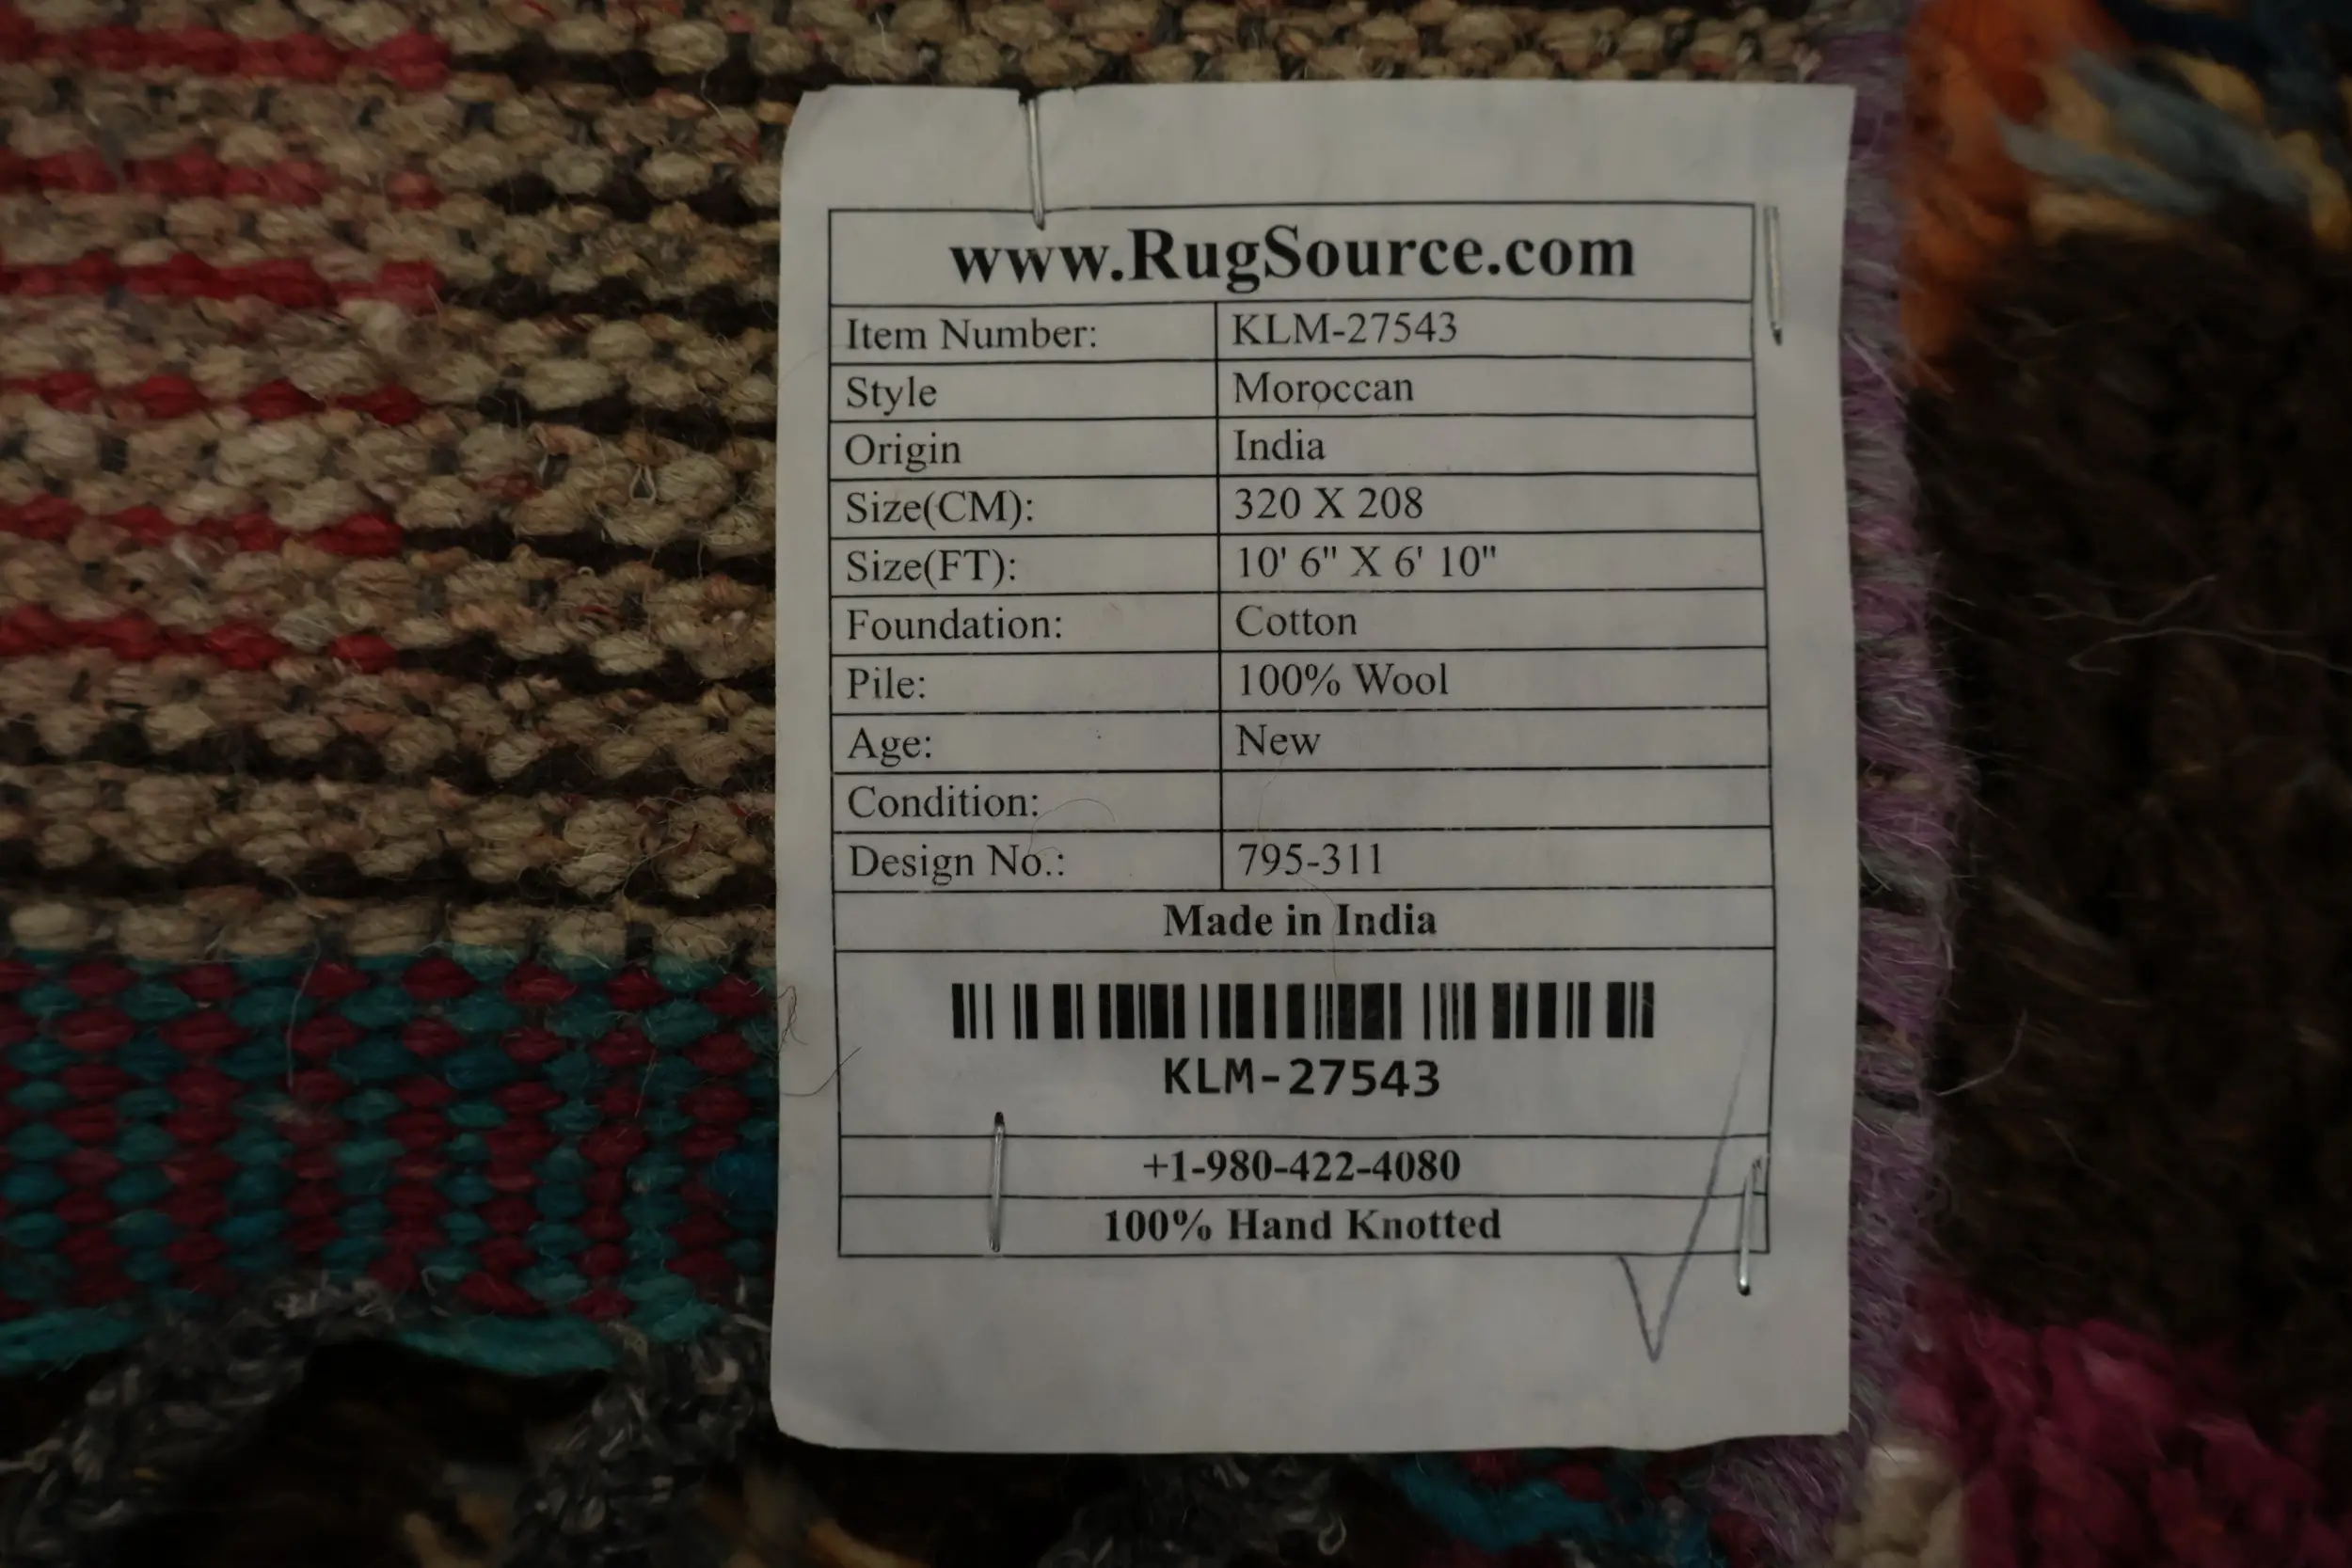 www.RugSource.com
Item Number: KLM-27543
Style Moroccan
Origin India
Size(CM): 320 X 208
Size(FT): 10' 6" X 6' 10"
Foundation: Cotton
Pile: 100% Wool
Age: New
Condition:
Design No.: 795-311
Made in India
KLM-27543
+1-980-422-4080
100% Hand Knotted